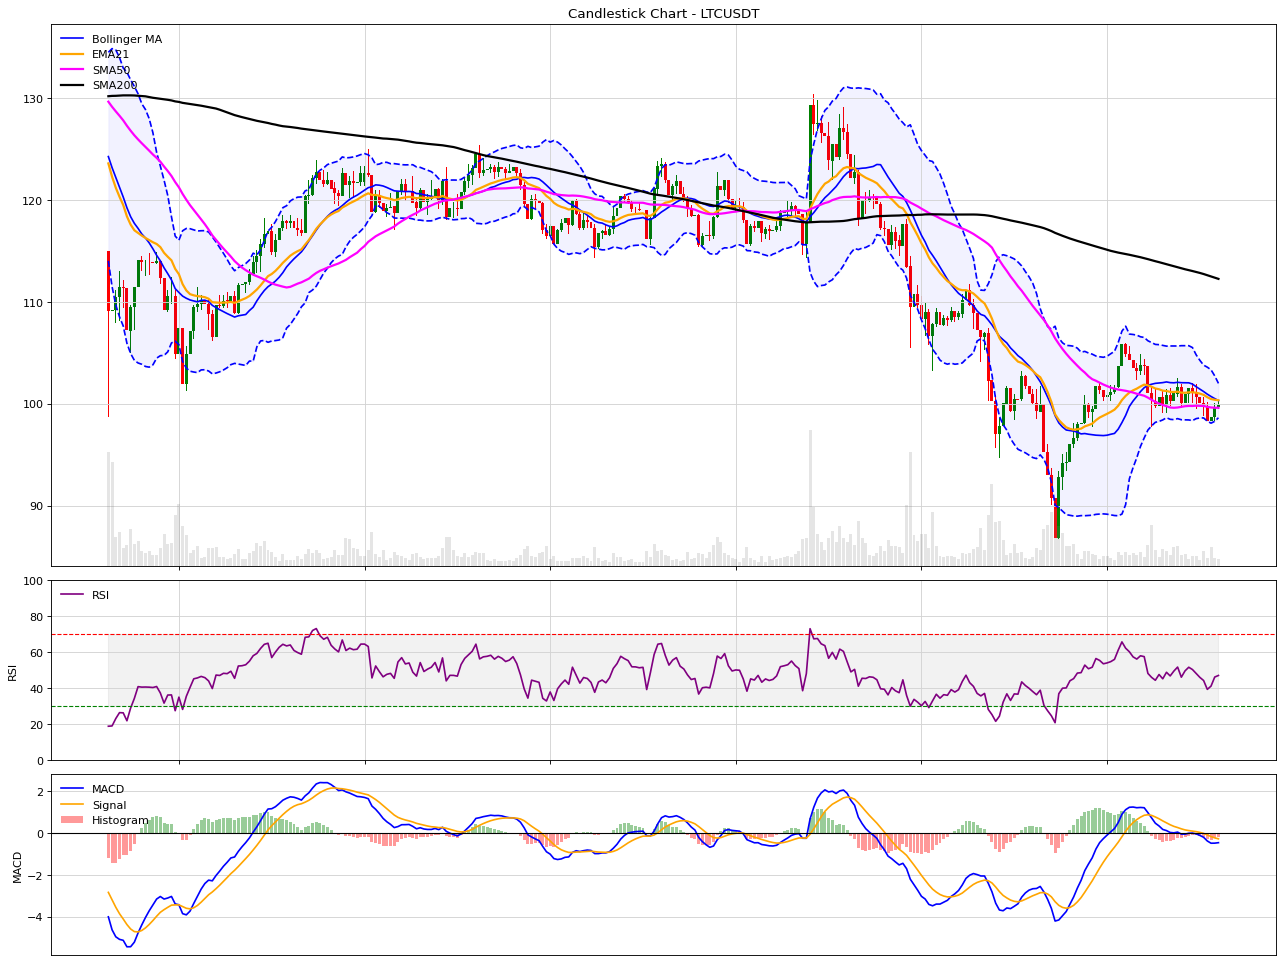 Candlestick Chart - LTCUSDT
Bollinger MA
EMA21
SMA50
SMA200
130
120
110
100
90
100
80
60
40
20
0
RSI
RSI
2
0
−2
−4
MACD
MACD
Signal
Histogram